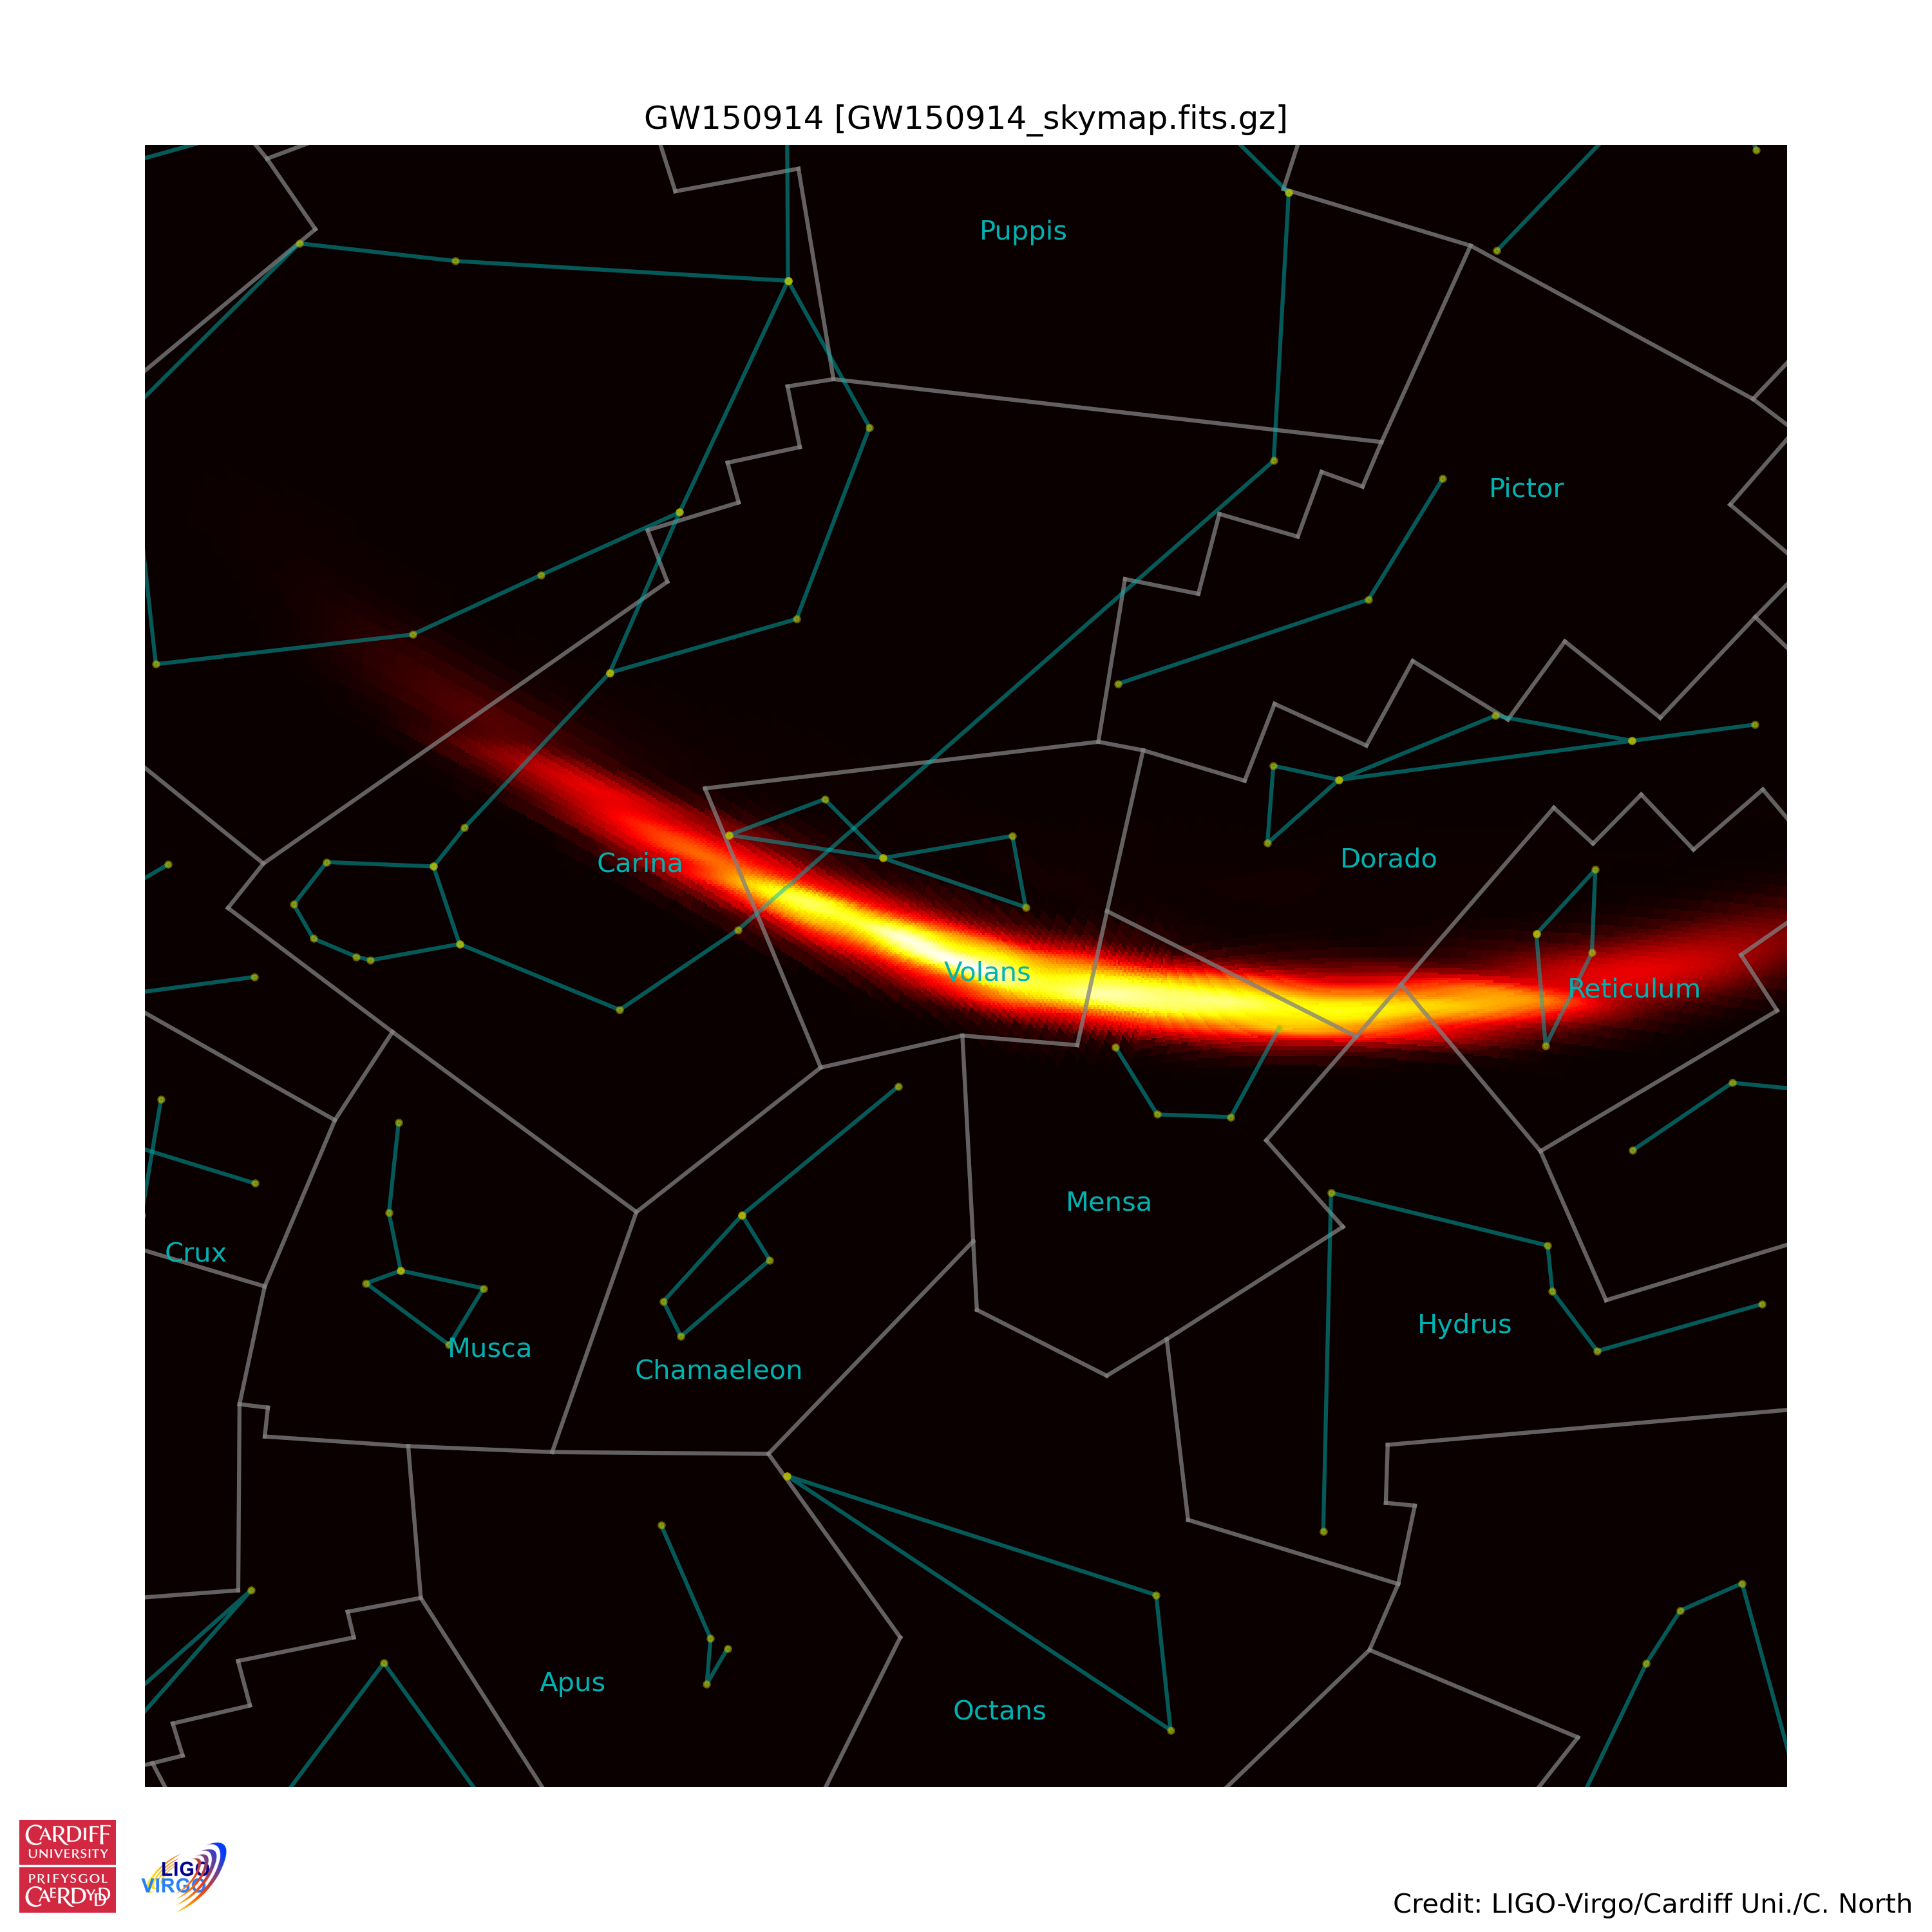 GW150914 [GW150914_skymap.fits.gz]
Puppis
Pictor
Carina
Dorado
Volans
Reticulum
Mensa
Crux
Hydrus
Musca
Chamaeleon
Apus
Octans
CARDIFF
UNIVERSITY
PRIFYSGOL
CAERDYDD
LIGO
VIRGO
Credit: LIGO-Virgo/Cardiff Uni./C. North